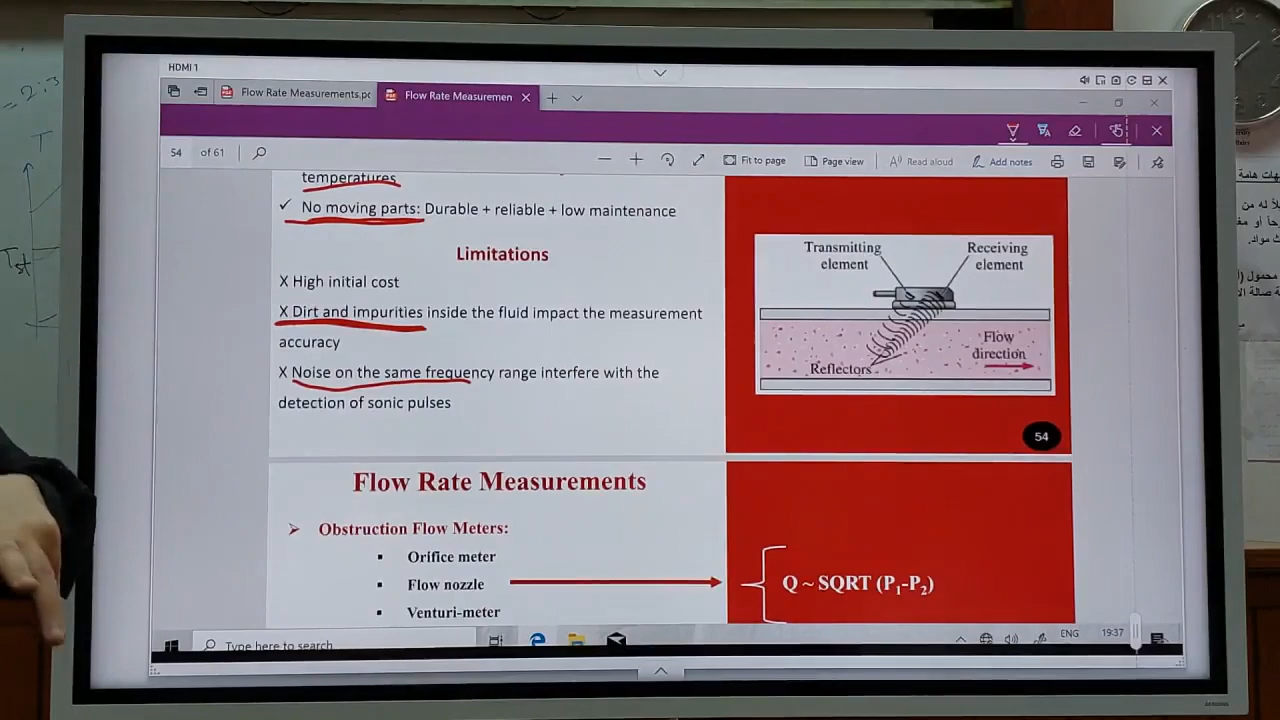 HDMI 1
Flow Rate Measurements.pc
Flow Rate Measuremen
54 of 61
Fit to page
Page view
Read aloud
Add notes
temperatures
✓ No moving parts: Durable + reliable + low maintenance
Limitations
X High initial cost
X Dirt and impurities inside the fluid impact the measurement
accuracy
X Noise on the same frequency range interfere with the
detection of sonic pulses
Transmitting
element
Receiving
element
Flow
direction
Reflectors
54
Flow Rate Measurements
➢ Obstruction Flow Meters:
▪ Orifice meter
▪ Flow nozzle
▪ Venturi-meter
Q ~ SQRT (P₁-P₂)
Type here to search
ENG
19:37
T
Tst